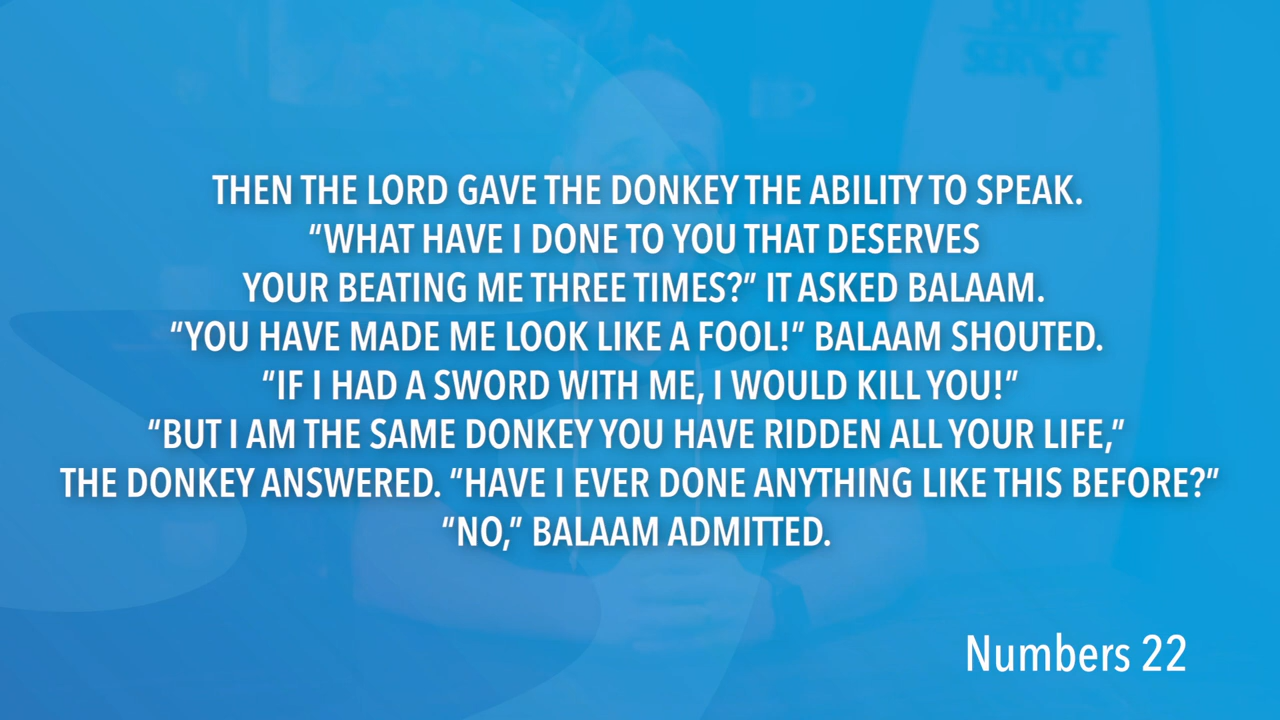 THEN THE LORD GAVE THE DONKEY THE ABILITY TO SPEAK.
“WHAT HAVE I DONE TO YOU THAT DESERVES
YOUR BEATING ME THREE TIMES?” IT ASKED BALAAM.
“YOU HAVE MADE ME LOOK LIKE A FOOL!” BALAAM SHOUTED.
“IF I HAD A SWORD WITH ME, I WOULD KILL YOU!”
“BUT I AM THE SAME DONKEY YOU HAVE RIDDEN ALL YOUR LIFE,”
THE DONKEY ANSWERED. “HAVE I EVER DONE ANYTHING LIKE THIS BEFORE?”
“NO,” BALAAM ADMITTED.
Numbers 22